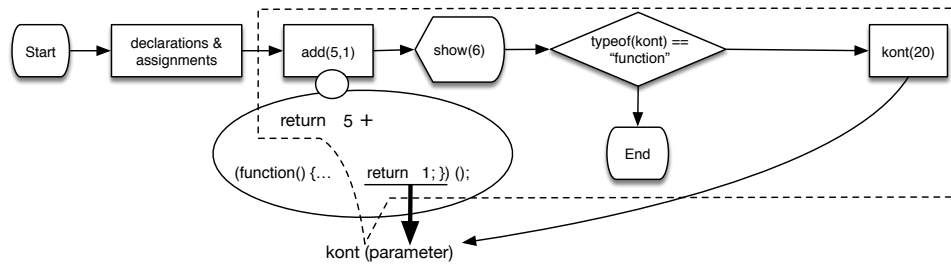 Start
declarations &
assignments
add(5,1)
show(6)
typeof(kont) ==
“function”
kont(20)
return 5 +
End
(function() {… return 1; }) ();
kont (parameter)